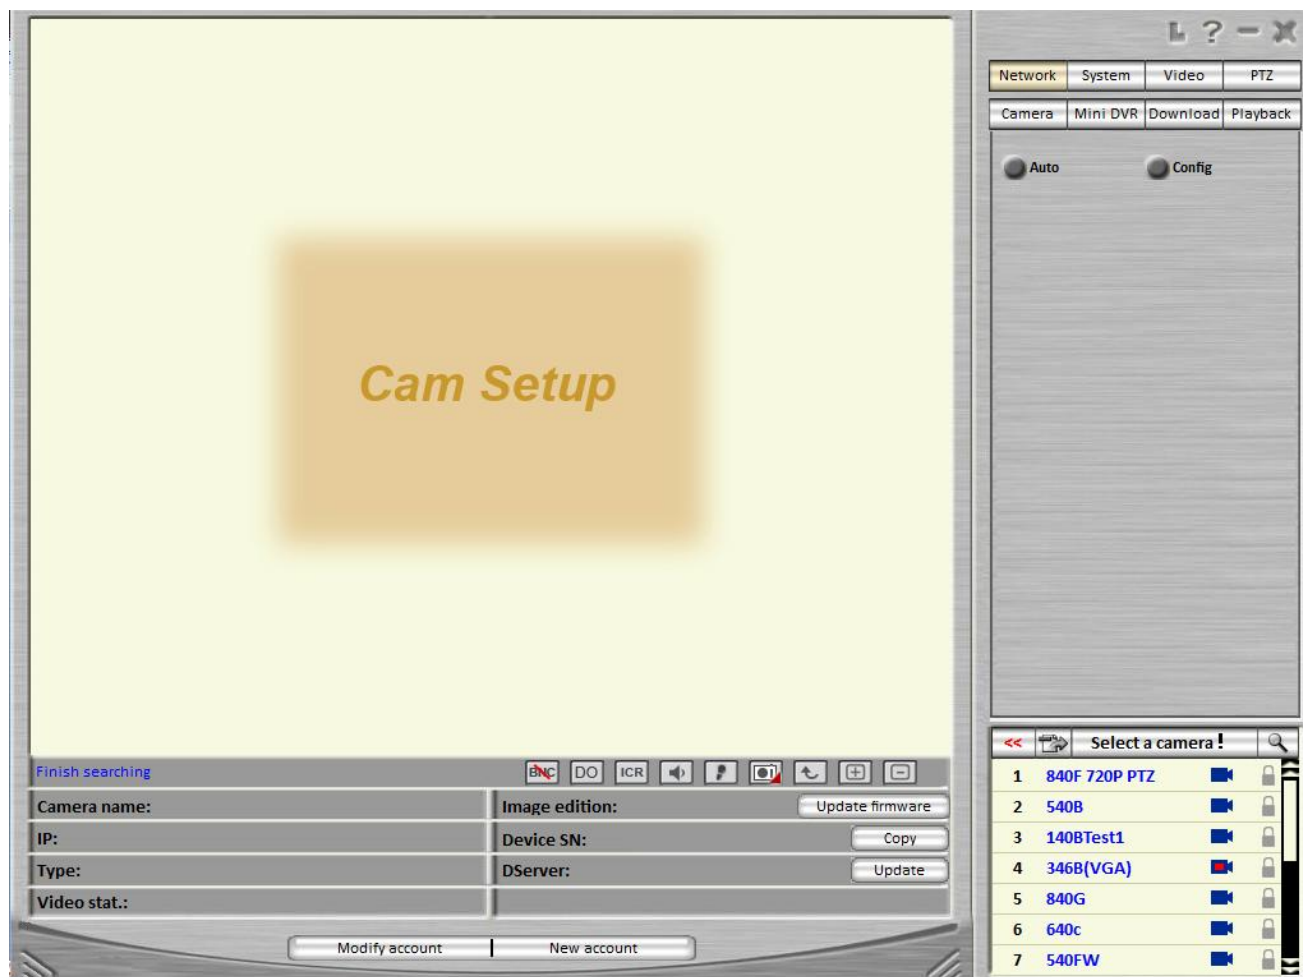 L ? – X
Network System Video PTZ
Camera Mini DVR Download Playback
Auto Config
Cam Setup
<< Select a camera !
Finish searching BNC DO ICR
Camera name: Image edition: Update firmware
IP: Device SN: Copy
Type: DServer: Update
Video stat.:
Modify account New account
1 840F 720P PTZ
2 540B
3 140BTest1
4 346B(VGA)
5 840G
6 640c
7 540FW